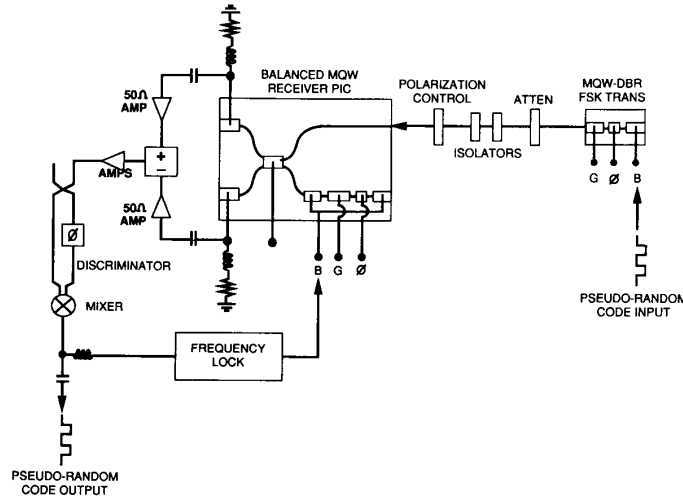 BALANCED MQW
RECEIVER PIC
POLARIZATION
CONTROL
ATTEN
MQW-DBR
FSK TRANS
50Ω
AMP
ISOLATORS
G Ø B
+
−
AMPS
50Ω
AMP
Ø
DISCRIMINATOR
B G Ø
MIXER
PSEUDO-RANDOM
CODE INPUT
FREQUENCY
LOCK
PSEUDO-RANDOM
CODE OUTPUT